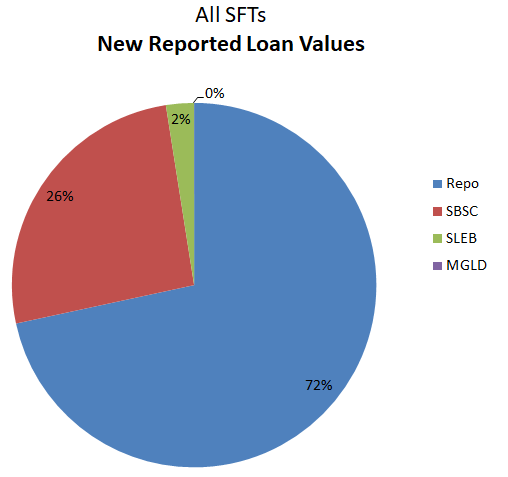 All SFTs
New Reported Loan Values
0%
2%
26%
72%
Repo
SBSC
SLEB
MGLD